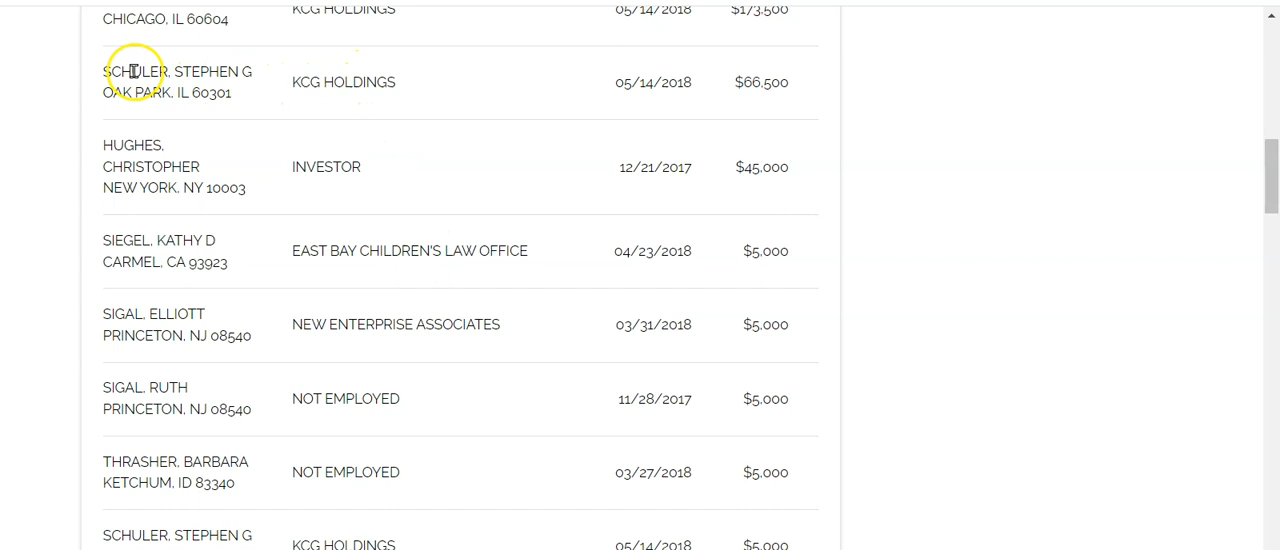 CHICAGO, IL 60604 KCG HOLDINGS 05/14/2018 $173,500
SCHULER, STEPHEN G
OAK PARK, IL 60301 KCG HOLDINGS 05/14/2018 $66,500
HUGHES,
CHRISTOPHER INVESTOR 12/21/2017 $45,000
NEW YORK, NY 10003
SIEGEL, KATHY D
CARMEL, CA 93923 EAST BAY CHILDREN'S LAW OFFICE 04/23/2018 $5,000
SIGAL, ELLIOTT
PRINCETON, NJ 08540 NEW ENTERPRISE ASSOCIATES 03/31/2018 $5,000
SIGAL, RUTH
PRINCETON, NJ 08540 NOT EMPLOYED 11/28/2017 $5,000
THRASHER, BARBARA
KETCHUM, ID 83340 NOT EMPLOYED 03/27/2018 $5,000
SCHULER, STEPHEN G
KCG HOLDINGS 05/14/2018 $5,000